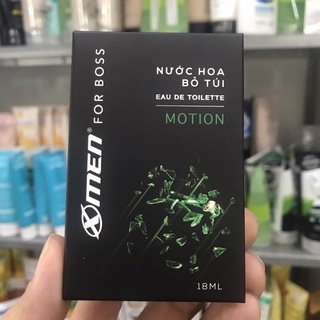 XMEN® FOR BOSS
NƯỚC HOA
BỎ TÚI
EAU DE TOILETTE
MOTION
18ML